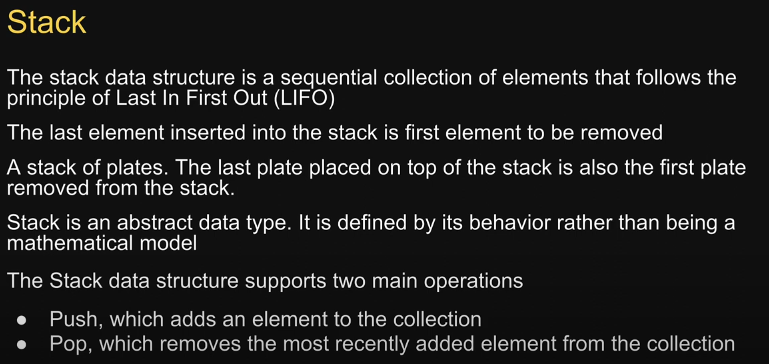 Stack
The stack data structure is a sequential collection of elements that follows the
principle of Last In First Out (LIFO)
The last element inserted into the stack is first element to be removed
A stack of plates. The last plate placed on top of the stack is also the first plate
removed from the stack.
Stack is an abstract data type. It is defined by its behavior rather than being a
mathematical model
The Stack data structure supports two main operations
● Push, which adds an element to the collection
● Pop, which removes the most recently added element from the collection